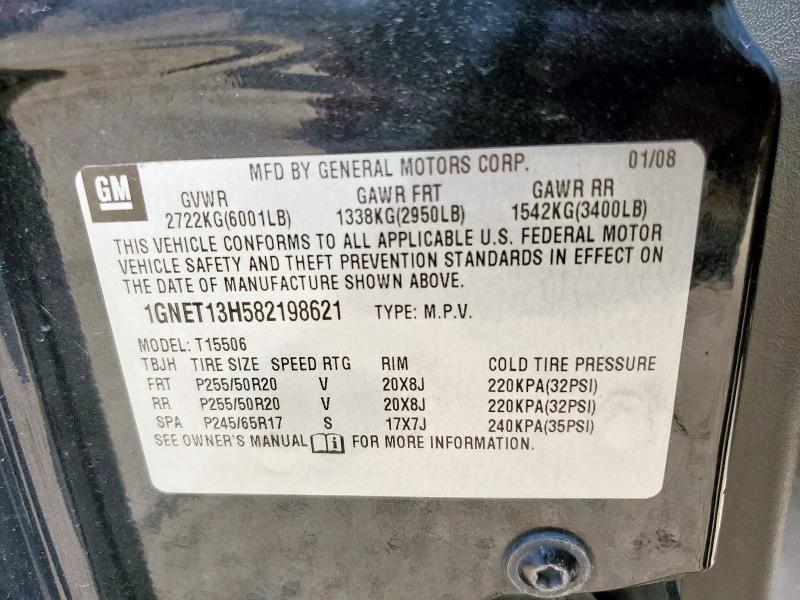 MFD BY GENERAL MOTORS CORP. 01/08
GM
GVWR GAWR FRT GAWR RR
2722KG(6001LB) 1338KG(2950LB) 1542KG(3400LB)
THIS VEHICLE CONFORMS TO ALL APPLICABLE U.S. FEDERAL MOTOR
VEHICLE SAFETY AND THEFT PREVENTION STANDARDS IN EFFECT ON
THE DATE OF MANUFACTURE SHOWN ABOVE.
1GNET13H582198621 TYPE: M.P.V.
MODEL: T15506
TBJH TIRE SIZE SPEED RTG RIM COLD TIRE PRESSURE
FRT P255/50R20 V 20X8J 220KPA(32PSI)
RR P255/50R20 V 20X8J 220KPA(32PSI)
SPA P245/65R17 S 17X7J 240KPA(35PSI)
SEE OWNER'S MANUAL FOR MORE INFORMATION.